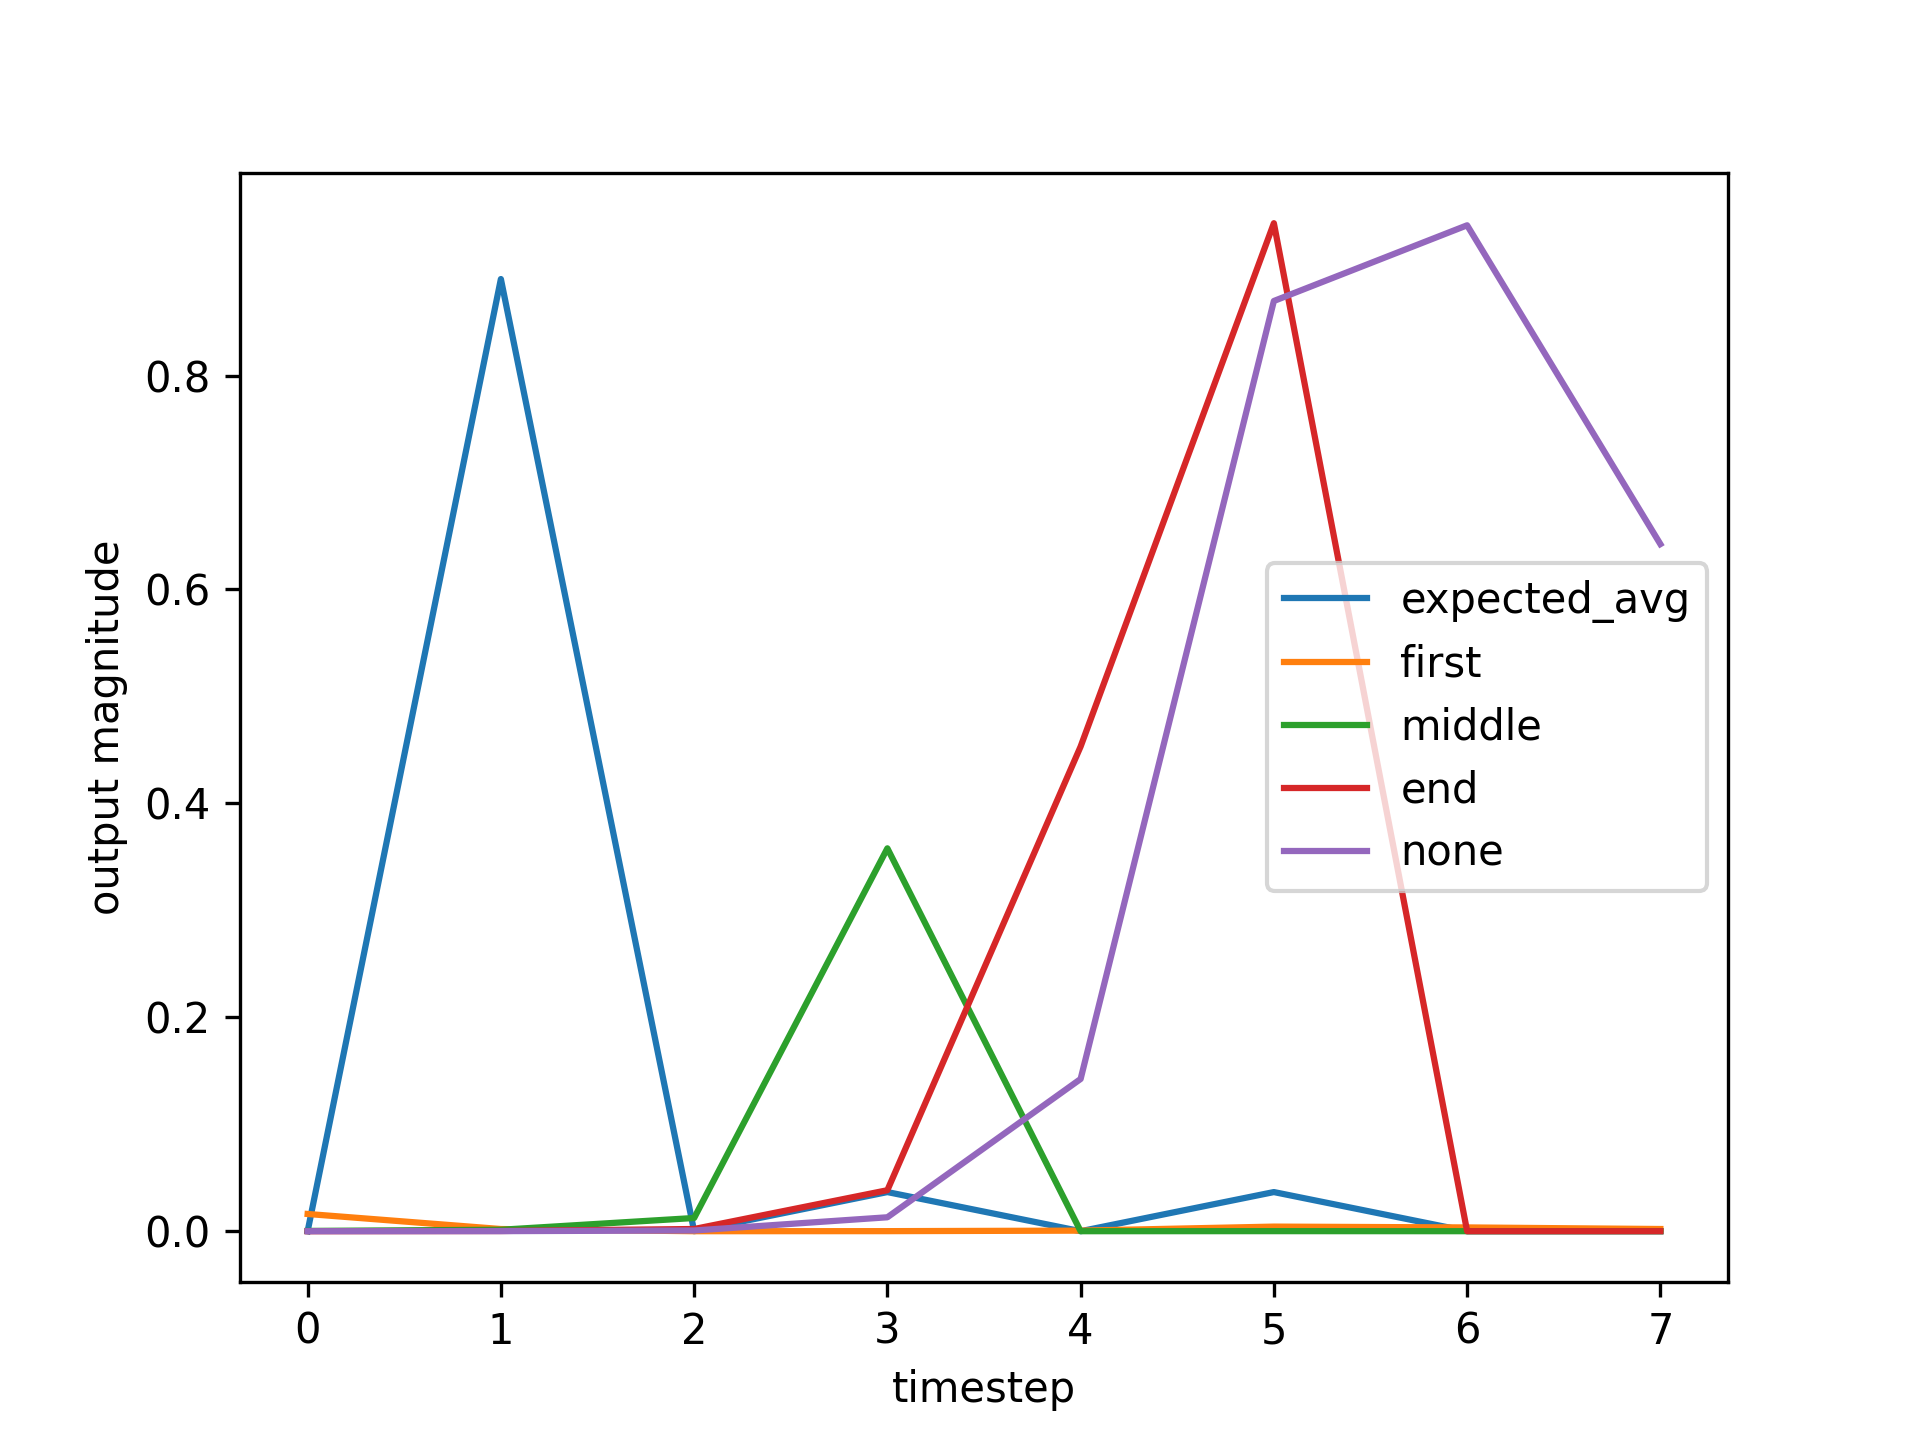 0.8
0.6
0.4
0.2
0.0
output magnitude
expected_avg
first
middle
end
none
0 1 2 3 4 5 6 7
timestep